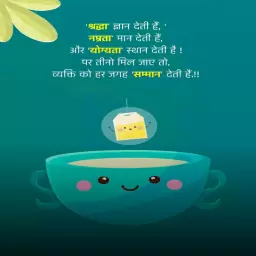 'श्रद्धा' ज्ञान देती हैं, '
नम्रता' मान देती हैं,
और 'योग्यता' स्थान देती है !
पर तीनो मिल जाए तो,
व्यक्ति को हर जगह 'सम्मान' देती हैं.!!